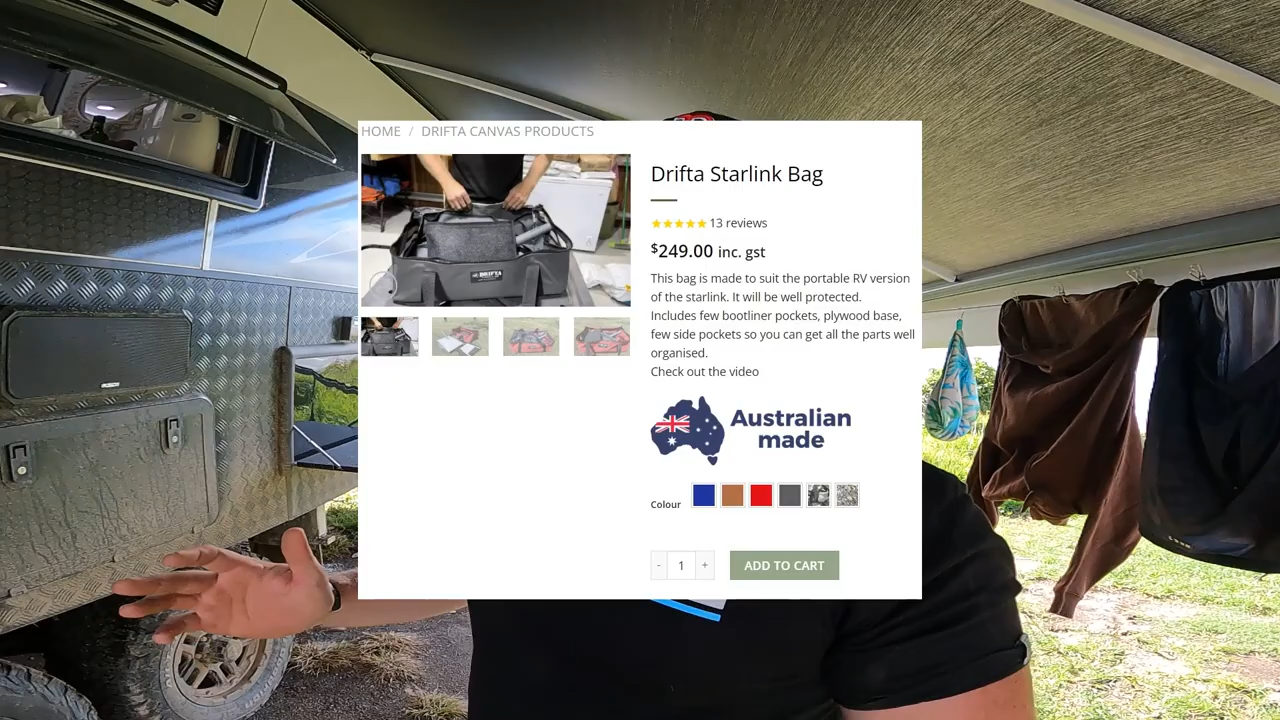 HOME / DRIFTA CANVAS PRODUCTS
DRIFTA
Drifta Starlink Bag
13 reviews
$249.00 inc. gst
This bag is made to suit the portable RV version
of the starlink. It will be well protected.
Includes few bootliner pockets, plywood base,
few side pockets so you can get all the parts well
organised.
Check out the video
Australian
made
Colour
- 1 +
ADD TO CART